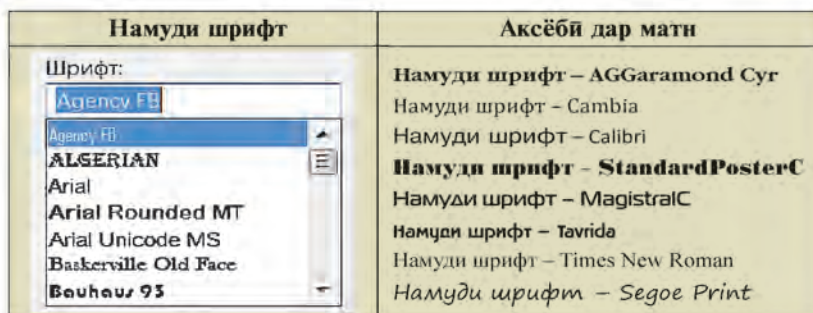 Намуди шрифт
Аксёбӣ дар матн
Шрифт:
Agency FB
Agency FB
ALGERIAN
Arial
Arial Rounded MT
Arial Unicode MS
Baskerville Old Face
Bauhaus 93
Намуди шрифт – AGGaramond Cyr
Намуди шрифт – Cambia
Намуди шрифт – Calibri
Намуди шрифт – StandardPosterC
Намуди шрифт – MagistralC
Намуди шрифт – Tavrida
Намуди шрифт – Times New Roman
Намуди шрифт – Segoe Print